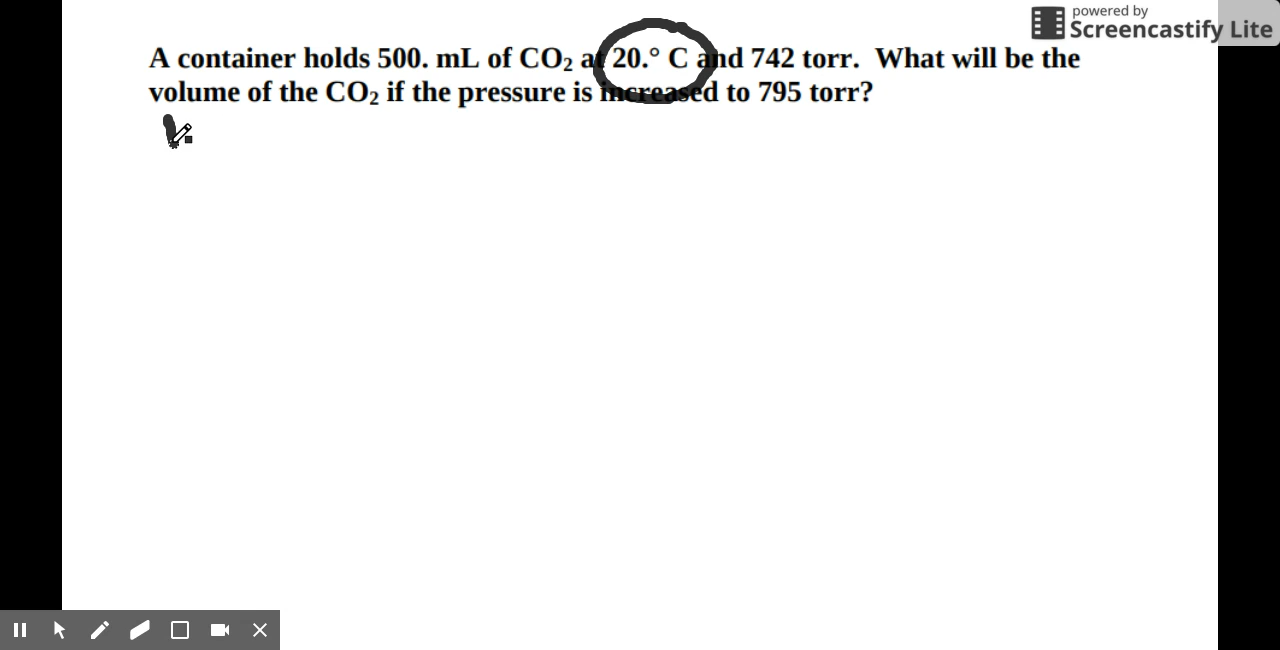 powered by
Screencastify Lite
A container holds 500. mL of CO₂ at 20.° C and 742 torr. What will be the
volume of the CO₂ if the pressure is increased to 795 torr?